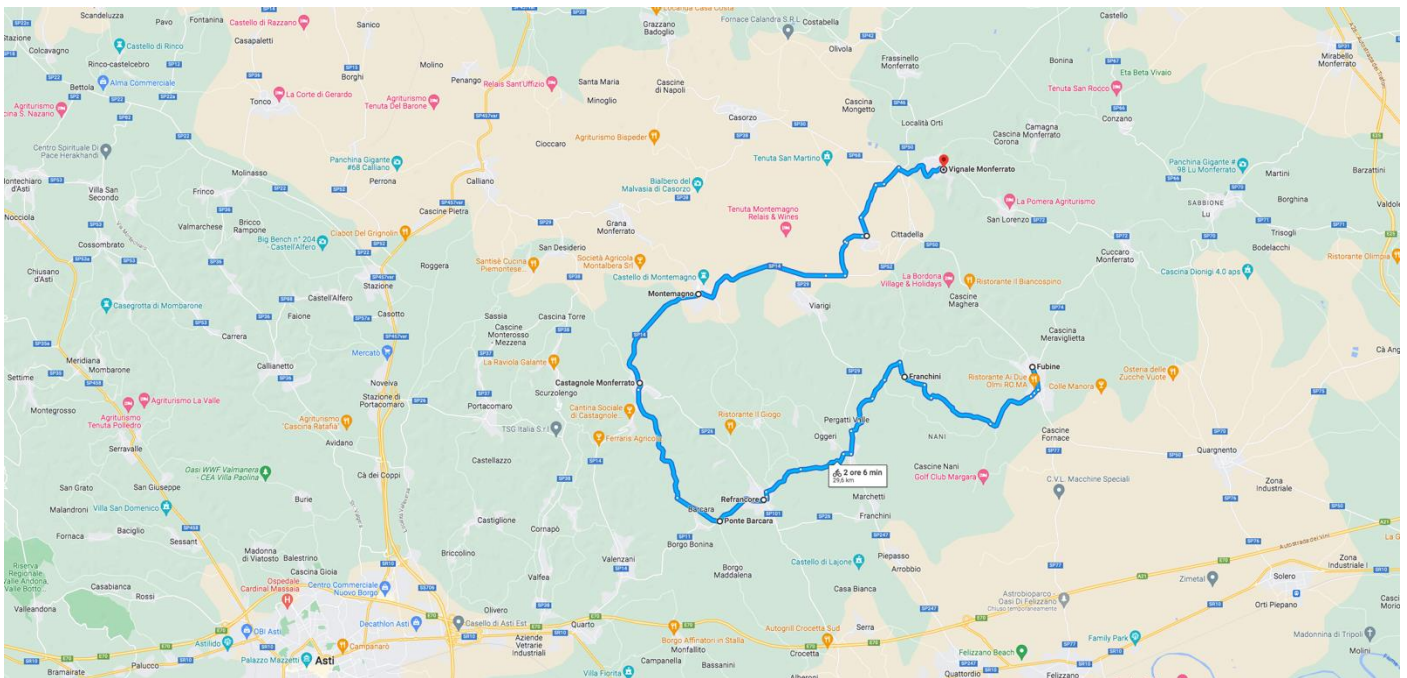 Scandeluzza
Pavo
Fontanina
Castello di Razzano
Sanico
Locanda Casa Costa
Grazzano
Badoglio
Fornace Calandra S.R.L.
Costabella
Castello
Stazione
Colcavagno
Castello di Rinco
Rinco-castelcebro
Casapaletti
Olivola
Frassinello
Monferrato
Bonina
Mirabello
Monferrato
Bettola
Alma Commerciale
Borghi
Molino
Penango
Relais Sant'Uffizio
Santa Maria
Cascine
di Napoli
Minoglio
Eta Beta Vivaio
Tenuta San Rocco
Agriturismo
cina S. Nazario
Tonco
La Corte di Gerardo
Agriturismo
Tenuta Del Barone
Casorzo
Cascina
Mongetto
Località Orti
Camagna
Monferrato
Cascina
Corona
Conzano
Centro Spirituale Di
Pace Herakhandi
Cioccaro
Agriturismo Biapeder
Tenuta San Martino
Panchina Gigante
#68 Calliano
Perrona
Molinasso
Calliano
Bialbero del
Malvasia di Casorzo
Vignale Monferrato
Panchina Gigante #
98 Lu Monferrato
Martini
Barzattini
Montechiaro
d'Asti
Villa San
Secondo
Frinco
Cascine Pietra
La Pomera Agriturismo
San Lorenzo
SABBIONE
Lu
Borghina
Nocciola
Valmarchese
Bricco
Rampone
Ciabot Del Grignolin
Grana
Monferrato
Tenuta Montemagno
Relais & Wines
Cittadella
Trisogli
Cossombrato
Big Bench n° 204
- Castell'Alfero
San Desiderio
Società Agricola
Montalbera Srl
Santisè Cucina
Piemontese...
Cuccaro
Monferrato
Bodelacchi
Chiusano
d'Asti
Roggera
Castello di Montemagno
La Bordona
Village & Holidays
Ristorante il Biancospino
Cascina Dionigi 4.0 aps
Ristorante Olimpia
Stazione
Montemagno
Viarigi
Cascine
Maghera
Casegrotta di Mombarone
Castell'Alfero
Faione
Casotto
Sassia
Cascina Torre
Cascine
Monterosso
- Mezzena
Carrera
Cascina
Meraviglietta
Mercatò
La Raviola Galante
Meridiana
Mombarone
Callianetto
Castagnole Monferrato
Scurzolengo
Franchini
Fubine
Ristorante Ai Due
Olmi RO.MA
Colle Manora
Osteria delle
Zucche Vuote
Settime
Noveiva
Stazione di
Portacomaro
Portacomaro
Montegrosso
Agriturismo La Valle
Agriturismo
Tenuta Polledro
Agriturismo
'Cascina Ratafià'
Cantina Sociale
di Castagnole...
Ristorante Il Giogo
Pergatti Valle
Oggeri
NANI
Cascine
Fornace
Quargnento
Serravalle
Avidano
TSG Italia S.r.l
Ferraris Agricola
Castellazzo
Oasi WWF Valmanera
- CEA Villa Paolina
Cà dei Coppi
2 ore 6 min
29,6 km
Cascine Nani
Golf Club Margara
C.V.L. Macchine Speciali
Zona
Industriale
San Grato
San Giuseppe
Burie
Malandroni
Villa San Domenico
Refrancore
Marchetti
Franchini
Barcara
Ponte Barcara
Castiglione
Cornapò
Fornaca
Baciglio
Sessant
Borgo Bonina
Madonna
di Viatosto
Balestrino
Briccolino
Valenzani
Castello di Lajone
Piepasso
Arrobbio
Autostrada dei Vini
Zona
Industriale I
Riserva
Regionale
Valle Andona,
Valle Botto...
Casabianca
Rossi
Cascina Gioia
Ospedale
Cardinal Massaia
Centro Commerciale
Nuovo Borgo
Valfea
Borgo
Maddalena
Casa Bianca
Astrobioparco
- Oasi Di Felizzano
Chiuso temporaneamente
Zimetal
Solero
Orti Piepano
Valleandona
OBI Asti
Decathlon Asti
Olivero
Casello di Asti Est
Quarto
Aziende
Vetrarie
Industriali
Borgo Affinatori in Stalla
Monfallito
Autogrill Crocetta Sud
Crocetta
Serra
Family Park
Felizzano Beach
Madonnina di Tripoli
Molini
Astilido
Campanarò
Palucco
Palazzo Mazzetti
Asti
Bramairate
Villa Fiorita
Campanella
Bassanini
Quattordio
Felizzano